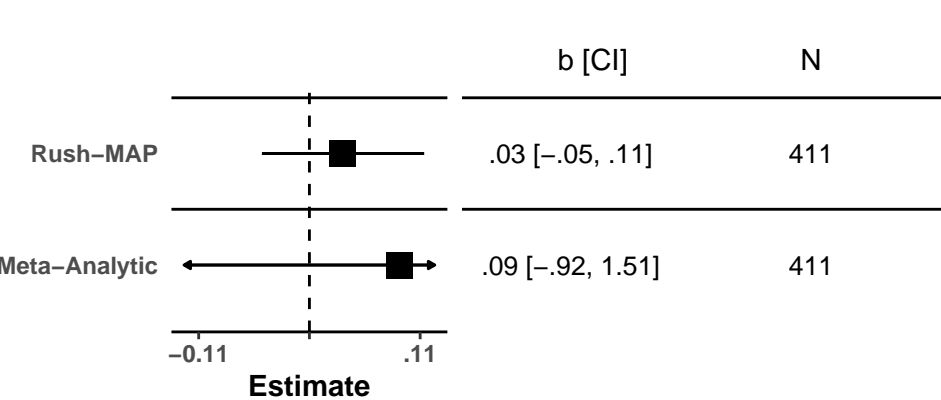 b [CI] N
Rush−MAP .03 [−.05, .11] 411
Meta−Analytic .09 [−.92, 1.51] 411
−0.11 .11
Estimate